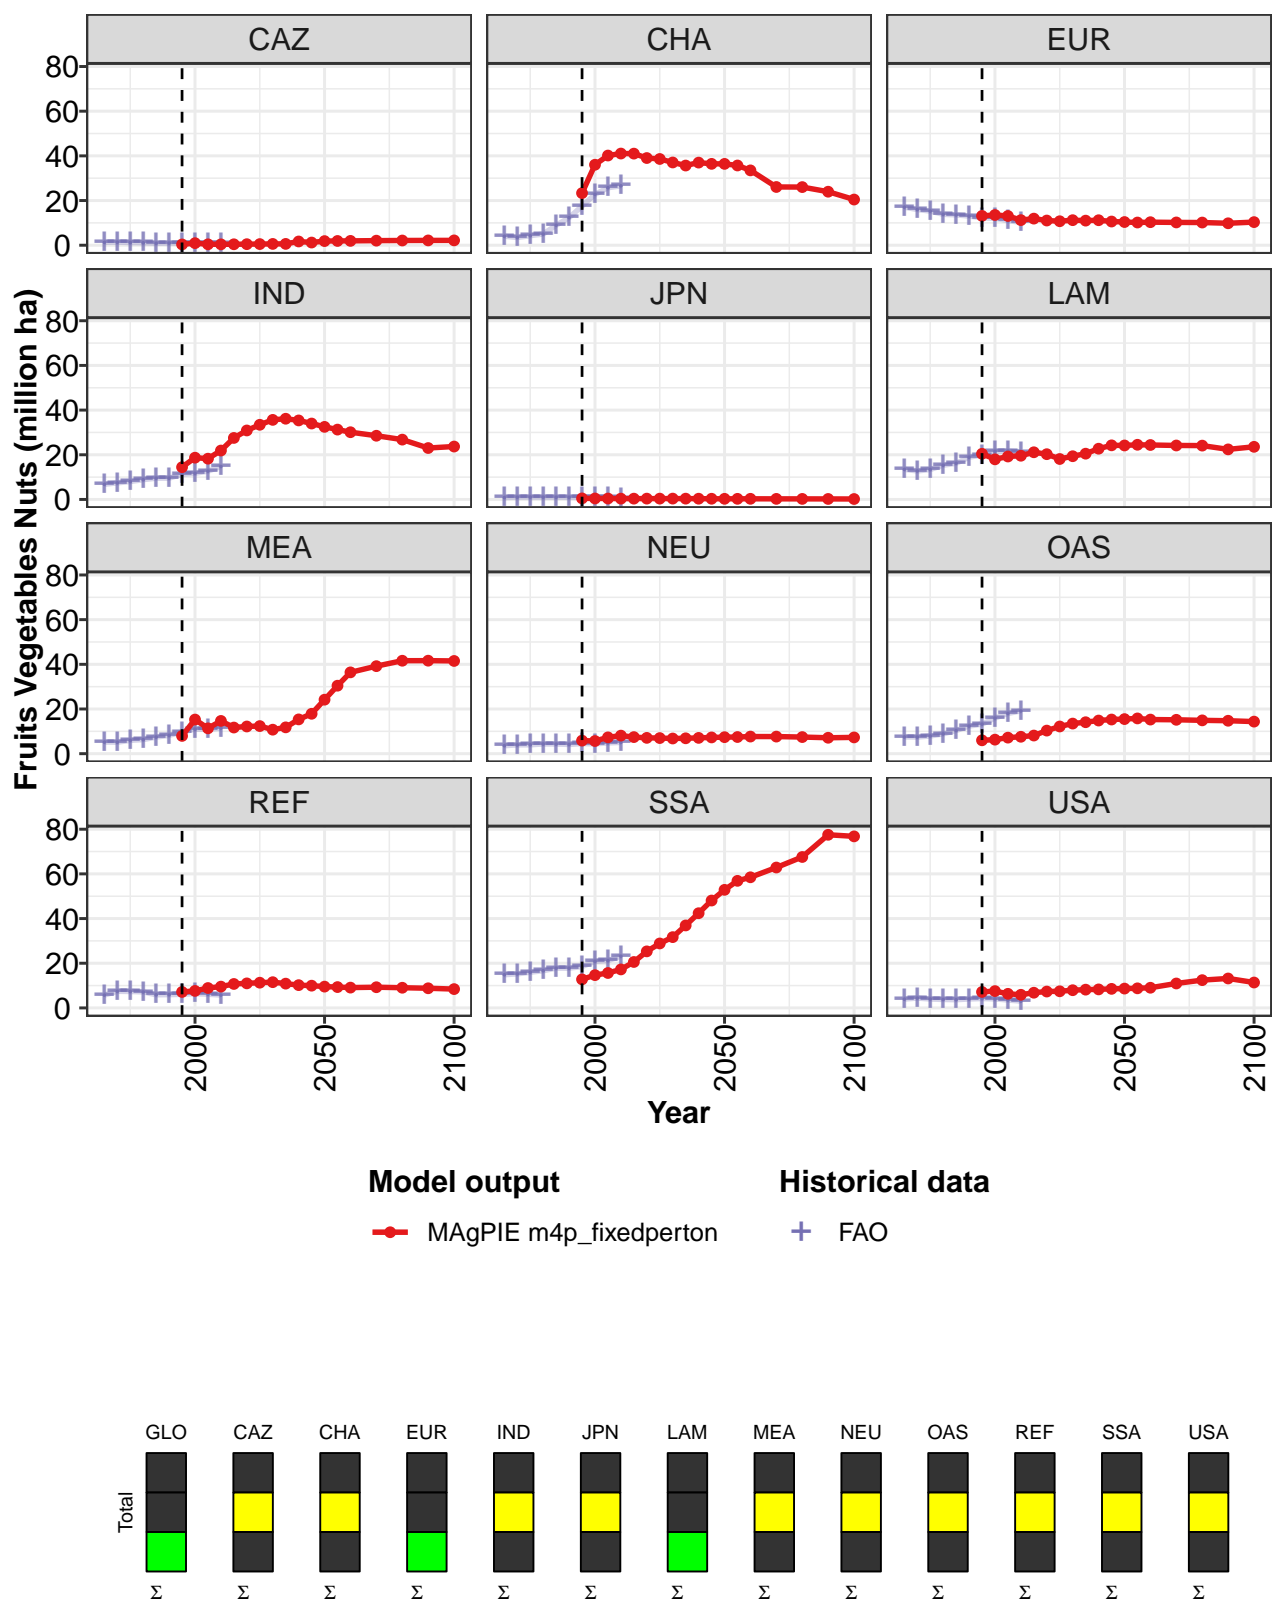 CAZ CHA EUR
80
60
40
20
0
IND JPN LAM
80
60
40
20
0
Fruits Vegetables Nuts (million ha)
MEA NEU OAS
80
60
40
20
0
REF SSA USA
80
60
40
20
0
2000 2050 2100 2000 2050 2100 2000 2050 2100
Year
Model output Historical data
MAgPIE m4p_fixedperton FAO
GLO CAZ CHA EUR IND JPN LAM MEA NEU OAS REF SSA USA
Total
Σ Σ Σ Σ Σ Σ Σ Σ Σ Σ Σ Σ Σ